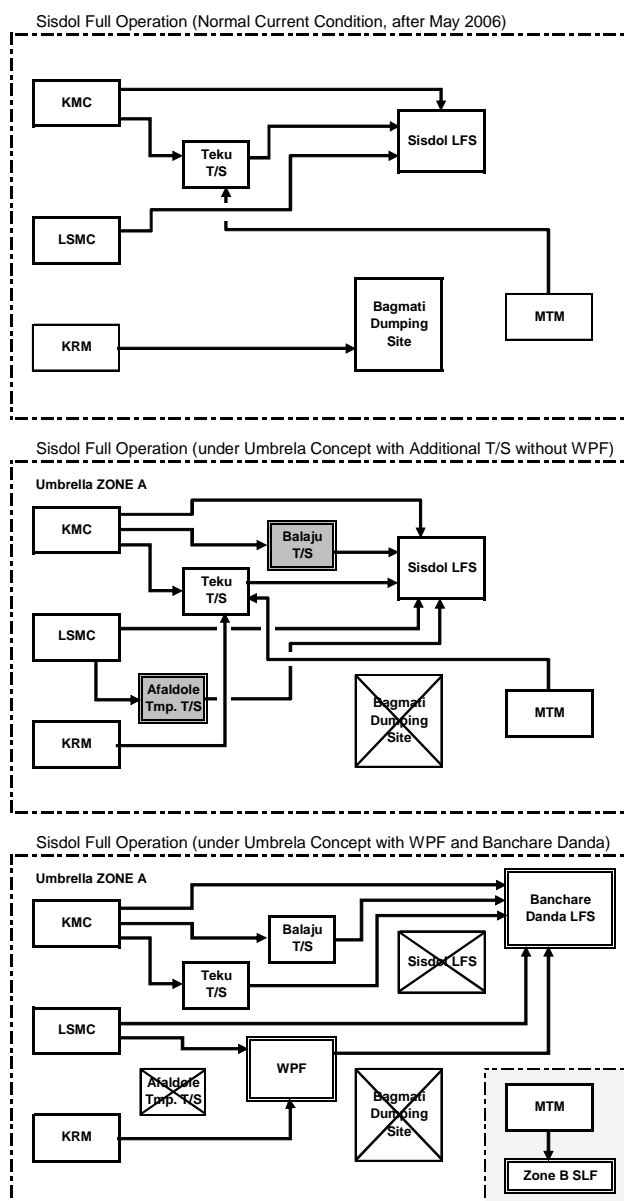 Sisdol Full Operation (Normal Current Condition, after May 2006)
KMC
Sisdol LFS
Teku
T/S
LSMC
Bagmati
Dumping
Site
MTM
KRM
Sisdol Full Operation (under Umbrela Concept with Additional T/S without WPF)
Umbrella ZONE A
KMC
Balaju
T/S
Sisdol LFS
Teku
T/S
LSMC
Afaldole
Tmp. T/S
Bagmati
Dumping
Site
MTM
KRM
Sisdol Full Operation (under Umbrela Concept with WPF and Banchare Danda)
Umbrella ZONE A
Banchare
Danda LFS
KMC
Balaju
T/S
Sisdol LFS
Teku
T/S
LSMC
WPF
Afaldole
Tmp. T/S
Bagmati
Dumping
Site
MTM
KRM
Zone B SLF